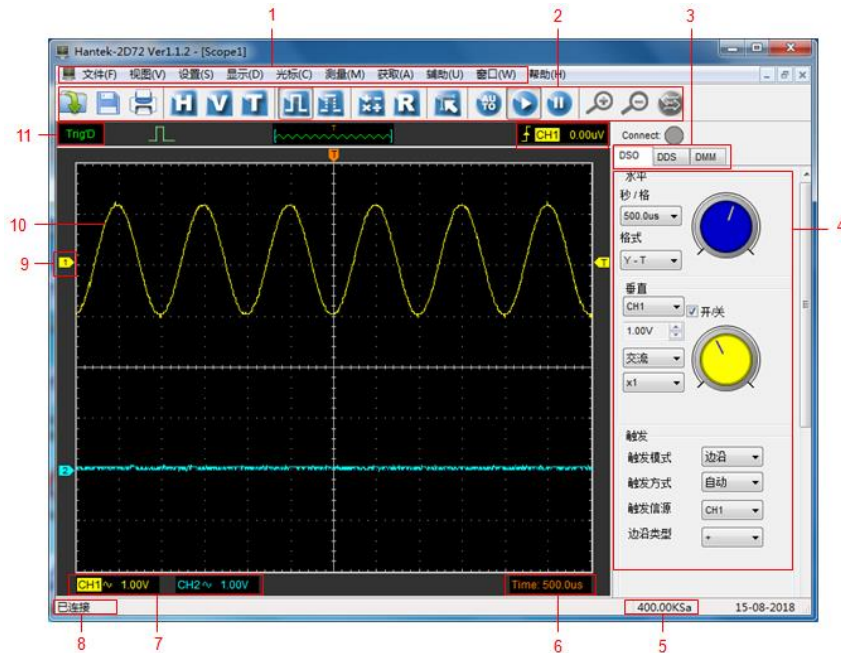 1 2 3
Hantek-2D72 Ver1.1.2 - [Scope1]
文件(F) 视图(V) 设置(S) 显示(D) 光标(C) 测量(M) 获取(A) 辅助(U) 窗口(W) 帮助(H)
H V T R AUTO
11 Trig'D T CH1 0.00uV Connect:
T
DSO DDS DMM
水平
秒/格
500.0us
格式
Y - T
10
4
9 1 T
垂直
CH1 开/关
1.00V
交流
x1
2
触发
触发模式 边沿
触发方式 自动
触发信源 CH1
边沿类型 +
CH1 1.00V CH2 1.00V Time: 500.0us
已连接 400.00KSa 15-08-2018
8 7 6 5